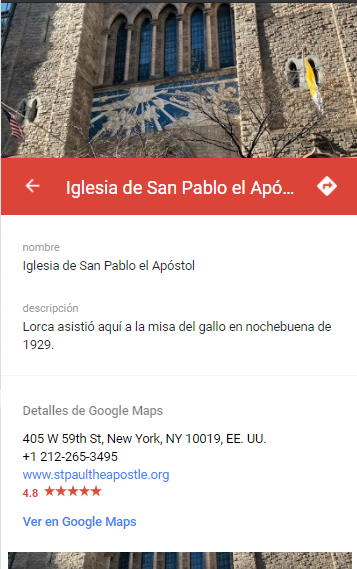 Iglesia de San Pablo el Apó...
nombre
Iglesia de San Pablo el Apóstol
descripción
Lorca asistió aquí a la misa del gallo en nochebuena de
1929.
Detalles de Google Maps
405 W 59th St, New York, NY 10019, EE. UU.
+1 212-265-3495
www.stpaultheapostle.org
4.8 ★★★★★
Ver en Google Maps